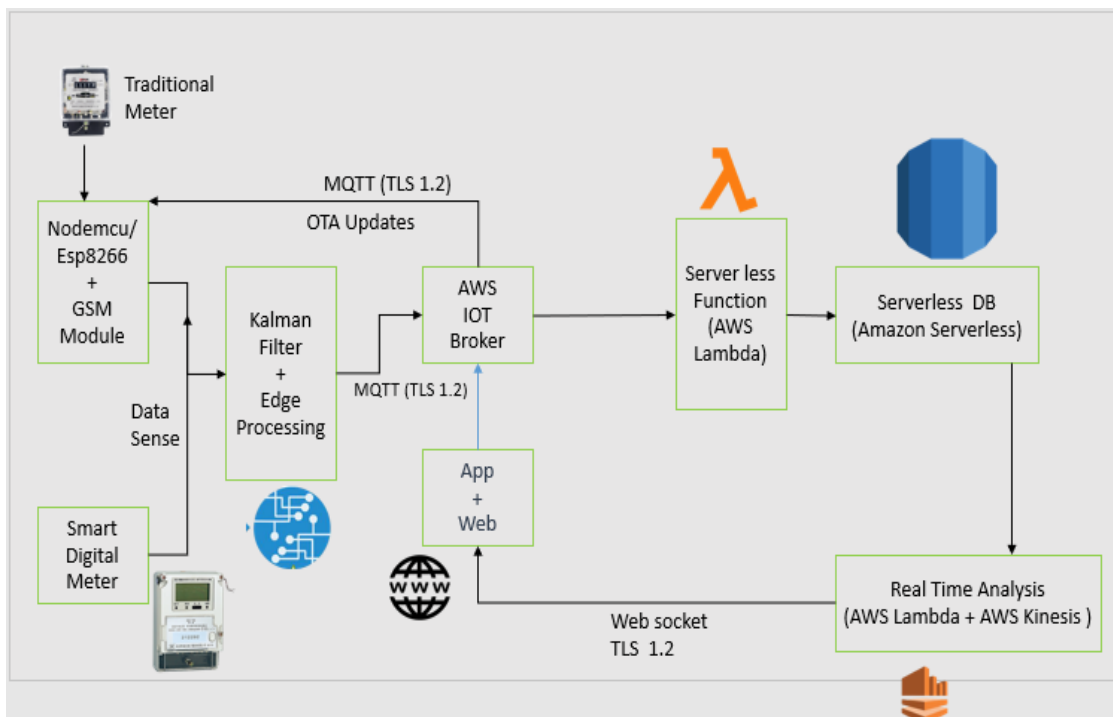 Traditional
Meter
MQTT (TLS 1.2)
OTA Updates
Nodemcu/
Esp8266
+
GSM
Module
Kalman
Filter
+
Edge
Processing
AWS
IOT
Broker
Server less
Function
(AWS
Lambda)
Serverless DB
(Amazon Serverless)
MQTT (TLS 1.2)
Data
Sense
App
+
Web
Smart
Digital
Meter
WWW
Web socket
TLS 1.2
Real Time Analysis
(AWS Lambda + AWS Kinesis )